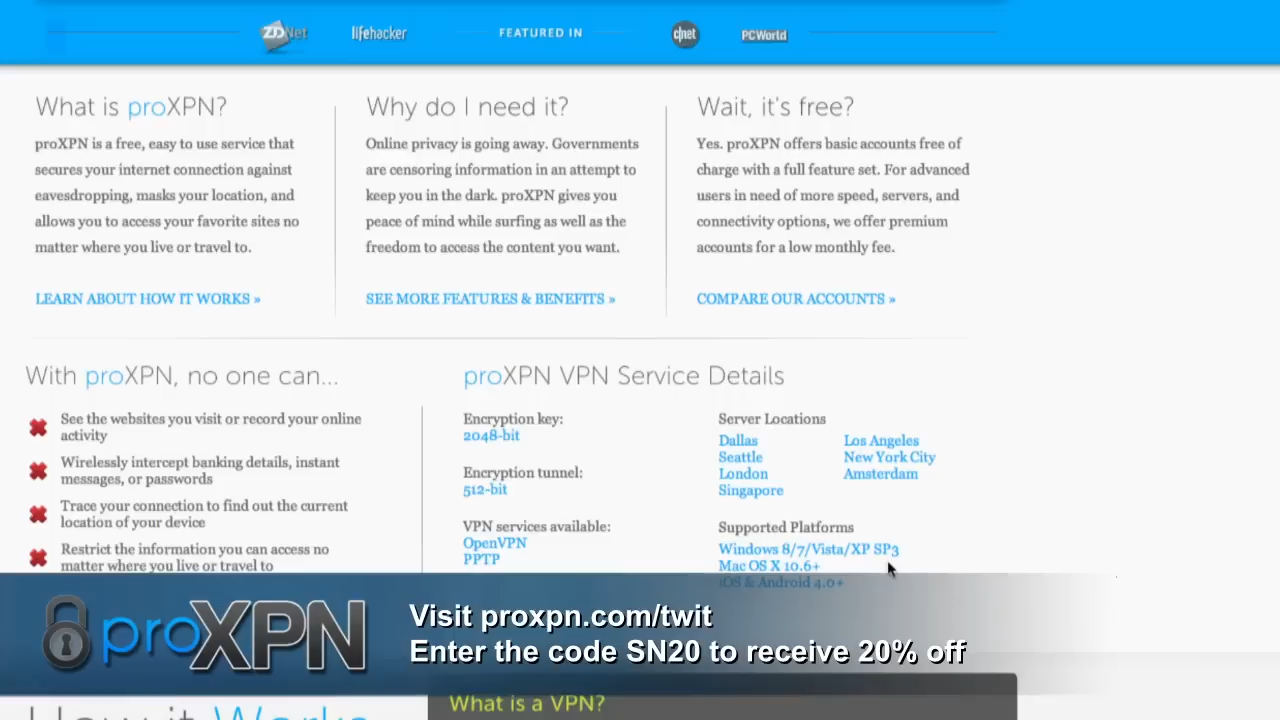 ZDNet
lifehacker
FEATURED IN
c|net
PCWorld
What is proXPN?
proXPN is a free, easy to use service that
secures your internet connection against
eavesdropping, masks your location, and
allows you to access your favorite sites no
matter where you live or travel to.
LEARN ABOUT HOW IT WORKS »
Why do I need it?
Online privacy is going away. Governments
are censoring information in an attempt to
keep you in the dark. proXPN gives you
peace of mind while surfing as well as the
freedom to access the content you want.
SEE MORE FEATURES & BENEFITS »
Wait, it's free?
Yes. proXPN offers basic accounts free of
charge with a full feature set. For advanced
users in need of more speed, servers, and
connectivity options, we offer premium
accounts for a low monthly fee.
COMPARE OUR ACCOUNTS »
With proXPN, no one can...
See the websites you visit or record your online
activity
Wirelessly intercept banking details, instant
messages, or passwords
Trace your connection to find out the current
location of your device
Restrict the information you can access no
matter where you live or travel to
proXPN VPN Service Details
Encryption key:
2048-bit
Encryption tunnel:
512-bit
VPN services available:
OpenVPN
PPTP
Server Locations
Dallas
Seattle
London
Singapore
Los Angeles
New York City
Amsterdam
Supported Platforms
Windows 8/7/Vista/XP SP3
Mac OS X 10.6+
iOS & Android 4.0+
proXPN
Visit proxpn.com/twit
Enter the code SN20 to receive 20% off
How it Works
What is a VPN?